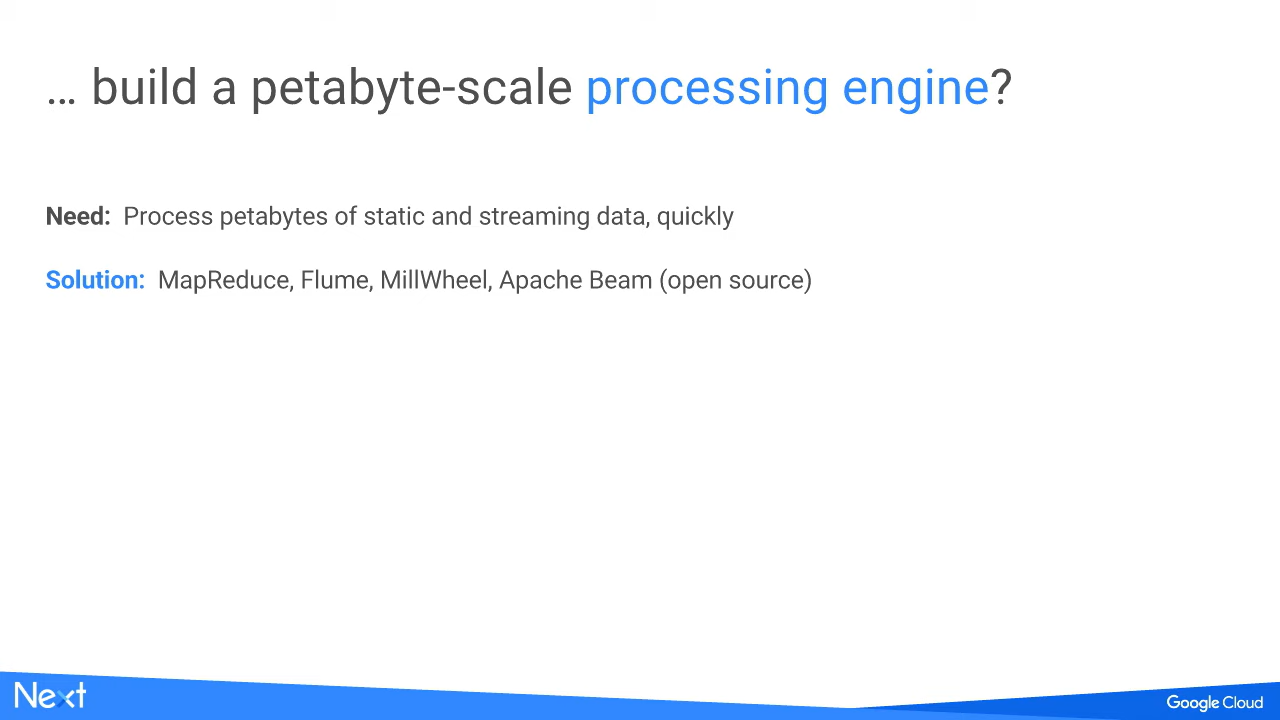 … build a petabyte-scale processing engine?
Need: Process petabytes of static and streaming data, quickly
Solution: MapReduce, Flume, MillWheel, Apache Beam (open source)
Next
Google Cloud